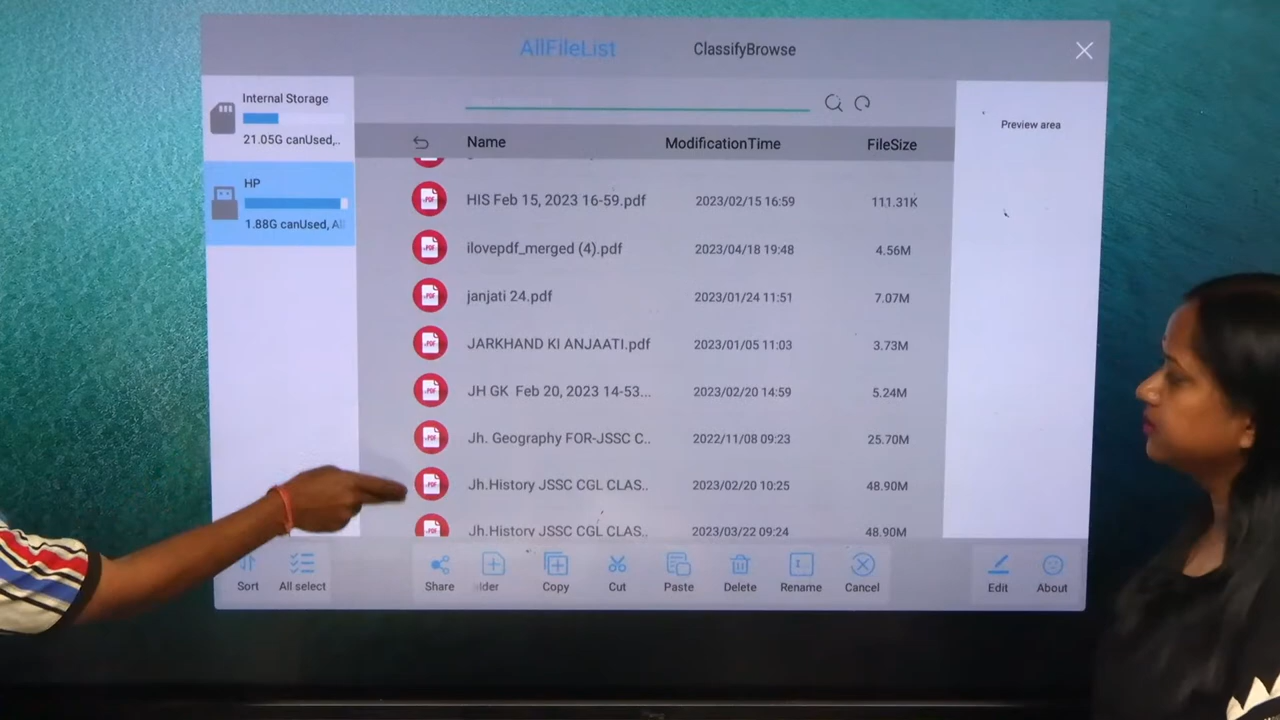 AllFileList ClassifyBrowse
Internal Storage
21.05G canUsed,..
HP
1.88G canUsed, Al
Name ModificationTime FileSize
Preview area
HIS Feb 15, 2023 16-59.pdf 2023/02/15 16:59 111.31K
ilovepdf_merged (4).pdf 2023/04/18 19:48 4.56M
janjati 24.pdf 2023/01/24 11:51 7.07M
JARKHAND KI ANJAATI.pdf 2023/01/05 11:03 3.73M
JH GK Feb 20, 2023 14-53... 2023/02/20 14:59 5.24M
Jh. Geography FOR-JSSC C.. 2022/11/08 09:23 25.70M
Jh.History JSSC CGL CLAS.. 2023/02/20 10:25 48.90M
Jh.History JSSC CGL CLAS.. 2023/03/22 09:24 48.90M
Sort All select Share lder Copy Cut Paste Delete Rename Cancel Edit About